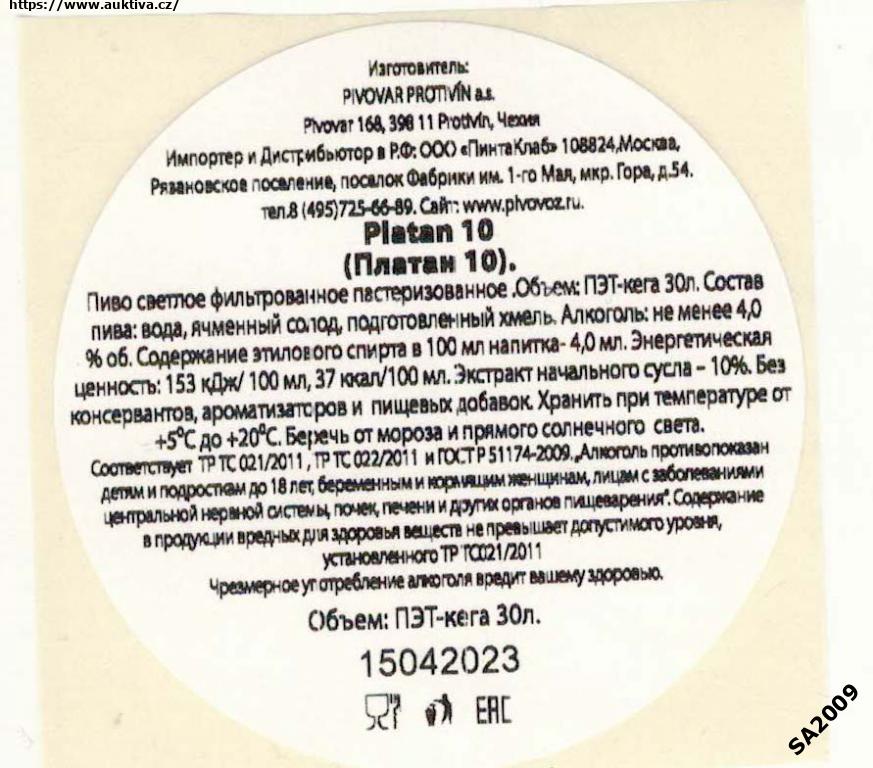 https://www.auktiva.cz/
Изготовитель:
PIVOVAR PROTIVÍN a.s.
Pivovar 168, 398 11 Protivín, Чехия
Импортер и Дистрибьютор в Р.Ф: ООО «ПинтаКлаб» 108824,Москва,
Рязановское поселение, поселок Фабрики им. 1-го Мая, мкр. Гора, д.54.
тел.8 (495)725-66-89. Сайт: www.pivovoz.ru.
Platan 10
(Платан 10).
Пиво светлое фильтрованное пастеризованное .Объем: ПЭТ-кега 30л. Состав
пива: вода, ячменный солод, подготовленный хмель. Алкоголь: не менее 4,0
% об. Содержание этилового спирта в 100 мл напитка- 4,0 мл. Энергетическая
ценность: 153 кДж/ 100 мл, 37 ккал/100 мл. Экстракт начального сусла – 10%. Без
консервантов, ароматизаторов и пищевых добавок. Хранить при температуре от
+5°С до +20°С. Беречь от мороза и прямого солнечного света.
Соответствует ТР ТС 021/2011 , ТР ТС 022/2011 и ГОСТ Р 51174-2009. „Алкоголь противопоказан
детям и подросткам до 18 лет, беременным и кормящим женщинам, лицам с заболеваниями
центральной нервной системы, почек, печени и других органов пищеварения". Содержание
в продукции вредных для здоровья веществ не превышает допустимого уровня,
установленного ТР ТС021/2011
Чрезмерное употребление алкоголя вредит вашему здоровью.
Объем: ПЭТ-кега 30л.
15042023
EAC
SA2009